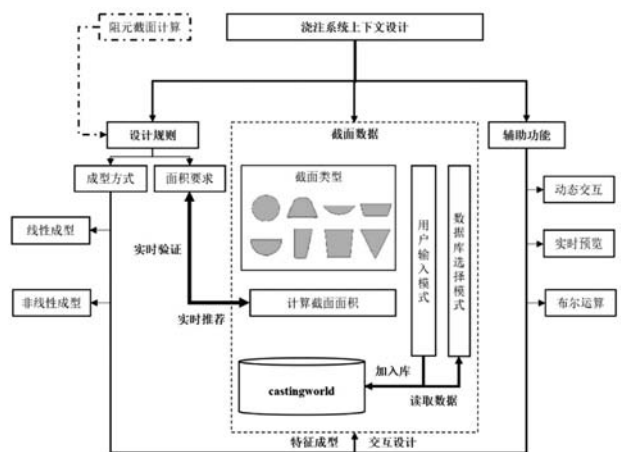 阻元截面计算
浇注系统上下文设计
设计规则
截面数据
辅助功能
成型方式
面积要求
截面类型
用户输入模式
数据库选择模式
动态交互
线性成型
实时验证
实时预览
非线性成型
计算截面面积
布尔运算
实时推荐
加入库
castingworld
读取数据
特征成型
交互设计